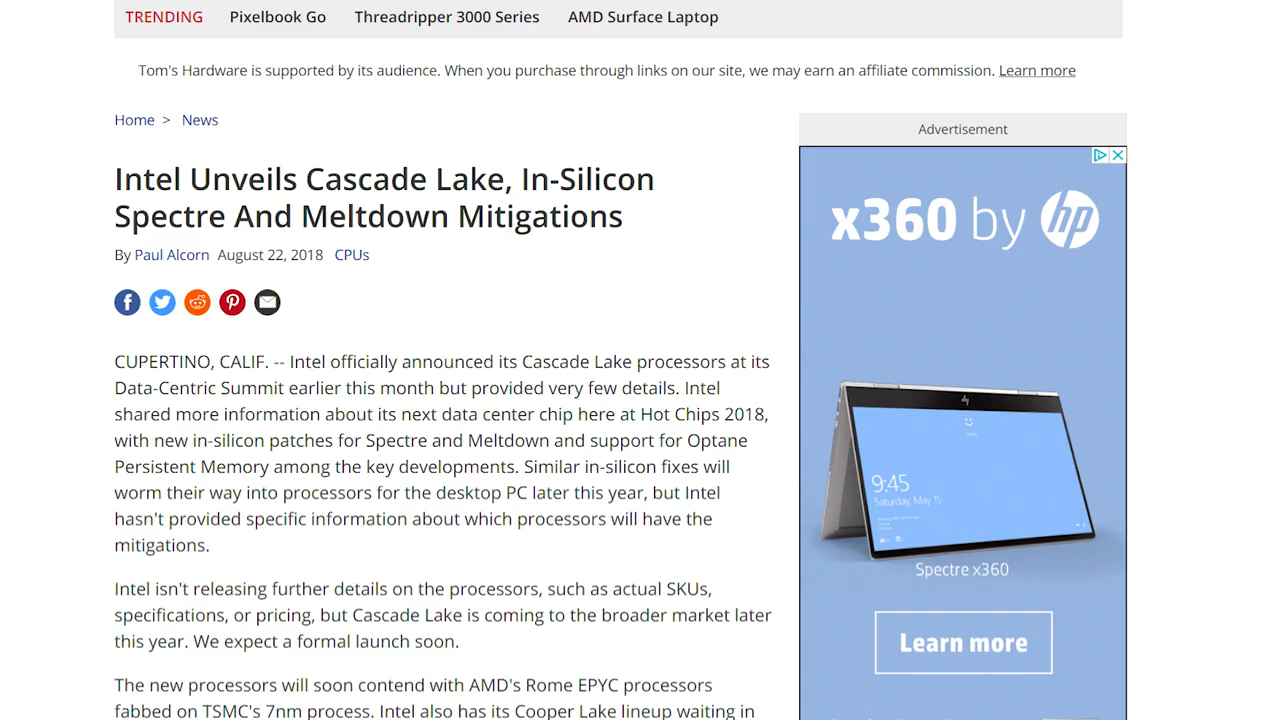 TRENDING Pixelbook Go Threadripper 3000 Series AMD Surface Laptop
Tom's Hardware is supported by its audience. When you purchase through links on our site, we may earn an affiliate commission. Learn more
Home > News
Intel Unveils Cascade Lake, In-Silicon
Spectre And Meltdown Mitigations
By Paul Alcorn August 22, 2018 CPUs
CUPERTINO, CALIF. -- Intel officially announced its Cascade Lake processors at its
Data-Centric Summit earlier this month but provided very few details. Intel
shared more information about its next data center chip here at Hot Chips 2018,
with new in-silicon patches for Spectre and Meltdown and support for Optane
Persistent Memory among the key developments. Similar in-silicon fixes will
worm their way into processors for the desktop PC later this year, but Intel
hasn't provided specific information about which processors will have the
mitigations.
Intel isn't releasing further details on the processors, such as actual SKUs,
specifications, or pricing, but Cascade Lake is coming to the broader market later
this year. We expect a formal launch soon.
The new processors will soon contend with AMD's Rome EPYC processors
fabbed on TSMC's 7nm process. Intel also has its Cooper Lake lineup waiting in
Advertisement
x360 by hp
hp
9:45
Saturday, May 15
Spectre x360
Learn more